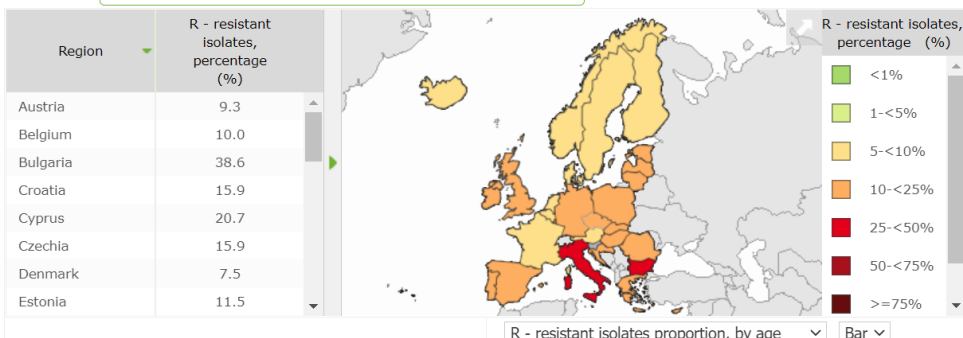 Region
R - resistant
isolates,
percentage
(%)
Austria 9.3
Belgium 10.0
Bulgaria 38.6
Croatia 15.9
Cyprus 20.7
Czechia 15.9
Denmark 7.5
Estonia 11.5
R - resistant isolates,
percentage (%)
<1%
1-<5%
5-<10%
10-<25%
25-<50%
50-<75%
>=75%
R - resistant isolates proportion, by age
Bar